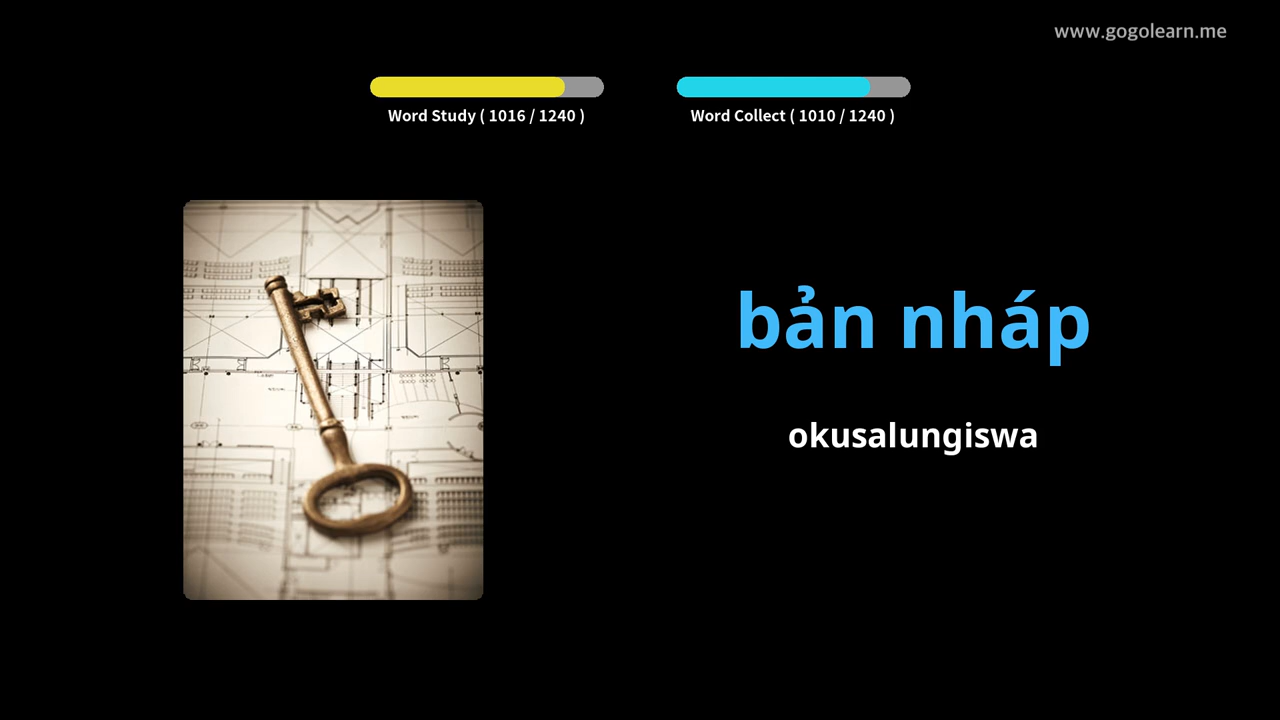 www.gogolearn.me
Word Study ( 1016 / 1240 )
Word Collect ( 1010 / 1240 )
bản nháp
okusalungiswa